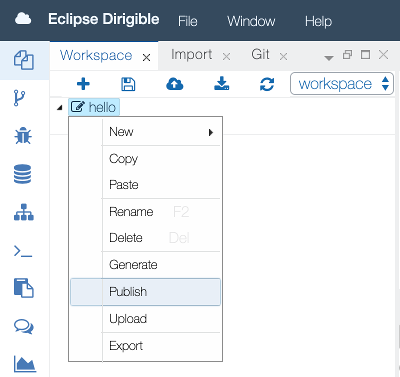 Eclipse Dirigible File Window Help
Workspace Import Git
workspace
hello
New
Copy
Paste
Rename F2
Delete Del
Generate
Publish
Upload
Export